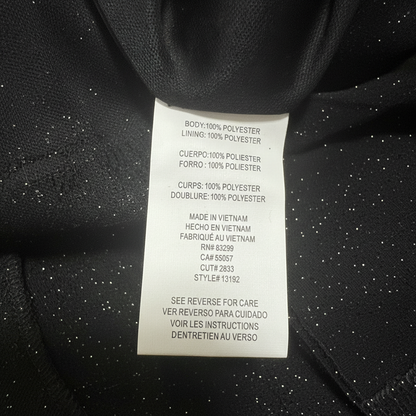 BODY:100% POLYESTER
LINING: 100% POLYESTER
CUERPO:100% POLIESTER
FORRO : 100% POLIESTER
CURPS: 100% POLYESTER
DOUBLURE: 100% POLYESTER
MADE IN VIETNAM
HECHO EN VIETNAM
FABRIQUÉ AU VIETNAM
RN# 83299
CA# 55057
CUT# 2833
STYLE# 13192
SEE REVERSE FOR CARE
VER REVERSO PARA CUIDADO
VOIR LES INSTRUCTIONS
D'ENTRETIEN AU VERSO